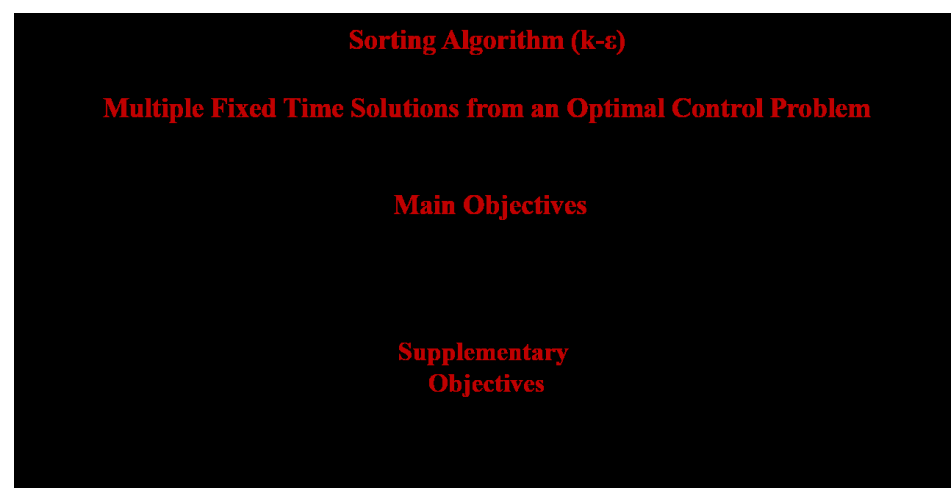 Sorting Algorithm (k-ε)
Multiple Fixed Time Solutions from an Optimal Control Problem
Main Objectives
Supplementary
Objectives